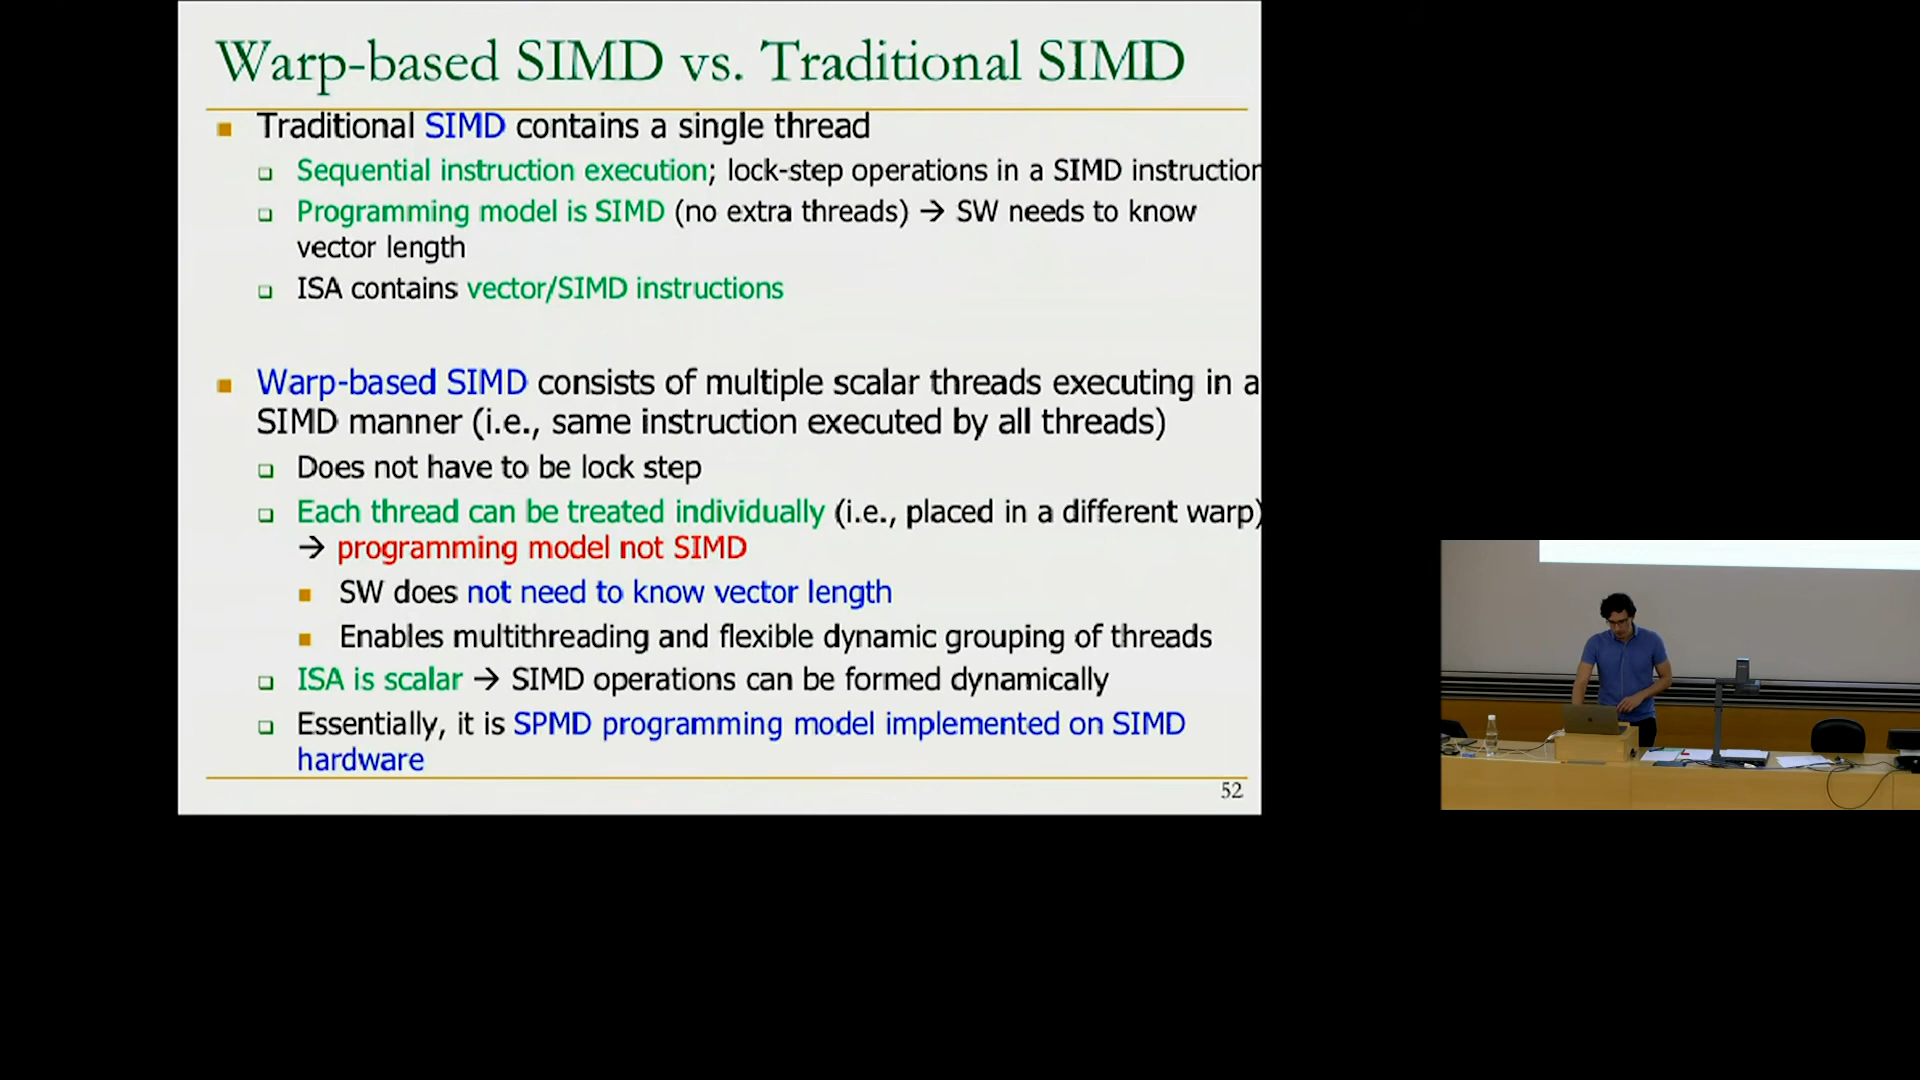 Warp-based SIMD vs. Traditional SIMD
Traditional SIMD contains a single thread
Sequential instruction execution; lock-step operations in a SIMD instruction
Programming model is SIMD (no extra threads) → SW needs to know
vector length
ISA contains vector/SIMD instructions
Warp-based SIMD consists of multiple scalar threads executing in a
SIMD manner (i.e., same instruction executed by all threads)
Does not have to be lock step
Each thread can be treated individually (i.e., placed in a different warp)
→ programming model not SIMD
SW does not need to know vector length
Enables multithreading and flexible dynamic grouping of threads
ISA is scalar → SIMD operations can be formed dynamically
Essentially, it is SPMD programming model implemented on SIMD
hardware
52